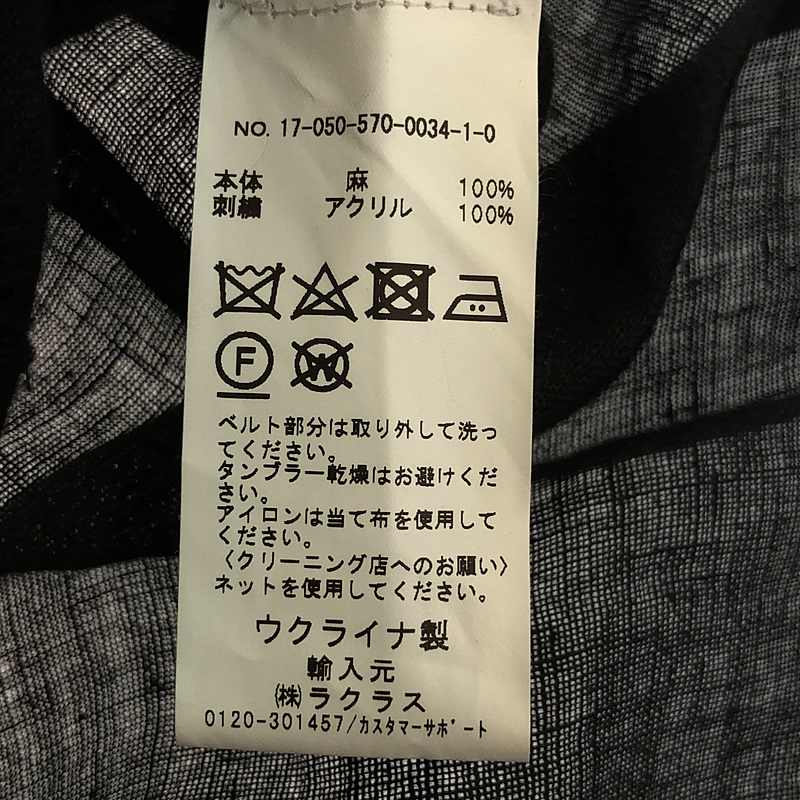 NO. 17-050-570-0034-1-0
本体 麻 100%
刺繍 アクリル 100%
F W
ベルト部分は取り外して洗っ
てください。
タンブラー乾燥はお避けくだ
さい。
アイロンは当て布を使用して
ください。
〈クリーニング店へのお願い〉
ネットを使用してください。
ウクライナ製
輸入元
㈱ラクラス
0120-301457/カスタマーサポート